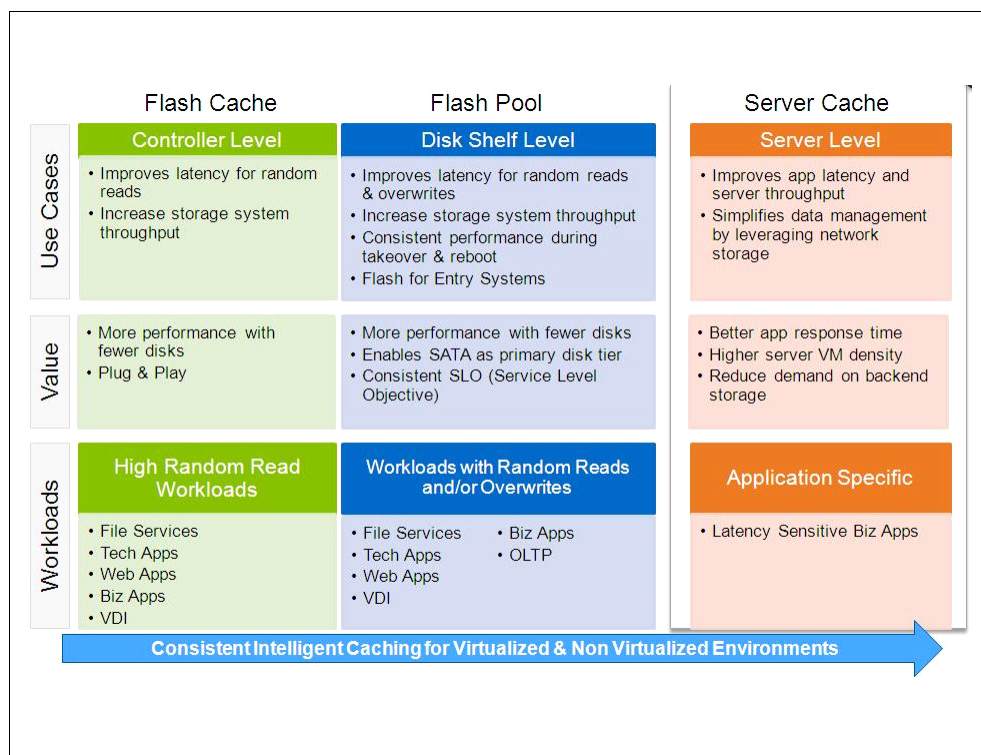 Flash Cache
Flash Pool
Server Cache
Use Cases
Controller Level
• Improves latency for random
reads
• Increase storage system
throughput
Disk Shelf Level
• Improves latency for random reads
& overwrites
• Increase storage system throughput
• Consistent performance during
takeover & reboot
• Flash for Entry Systems
Server Level
• Improves app latency and
server throughput
• Simplifies data management
by leveraging network
storage
Value
• More performance with
fewer disks
• Plug & Play
• More performance with fewer disks
• Enables SATA as primary disk tier
• Consistent SLO (Service Level
Objective)
• Better app response time
• Higher server VM density
• Reduce demand on backend
storage
Workloads
High Random Read
Workloads
• File Services
• Tech Apps
• Web Apps
• Biz Apps
• VDI
Workloads with Random Reads
and/or Overwrites
• File Services
• Tech Apps
• Web Apps
• VDI
• Biz Apps
• OLTP
Application Specific
• Latency Sensitive Biz Apps
Consistent Intelligent Caching for Virtualized & Non Virtualized Environments